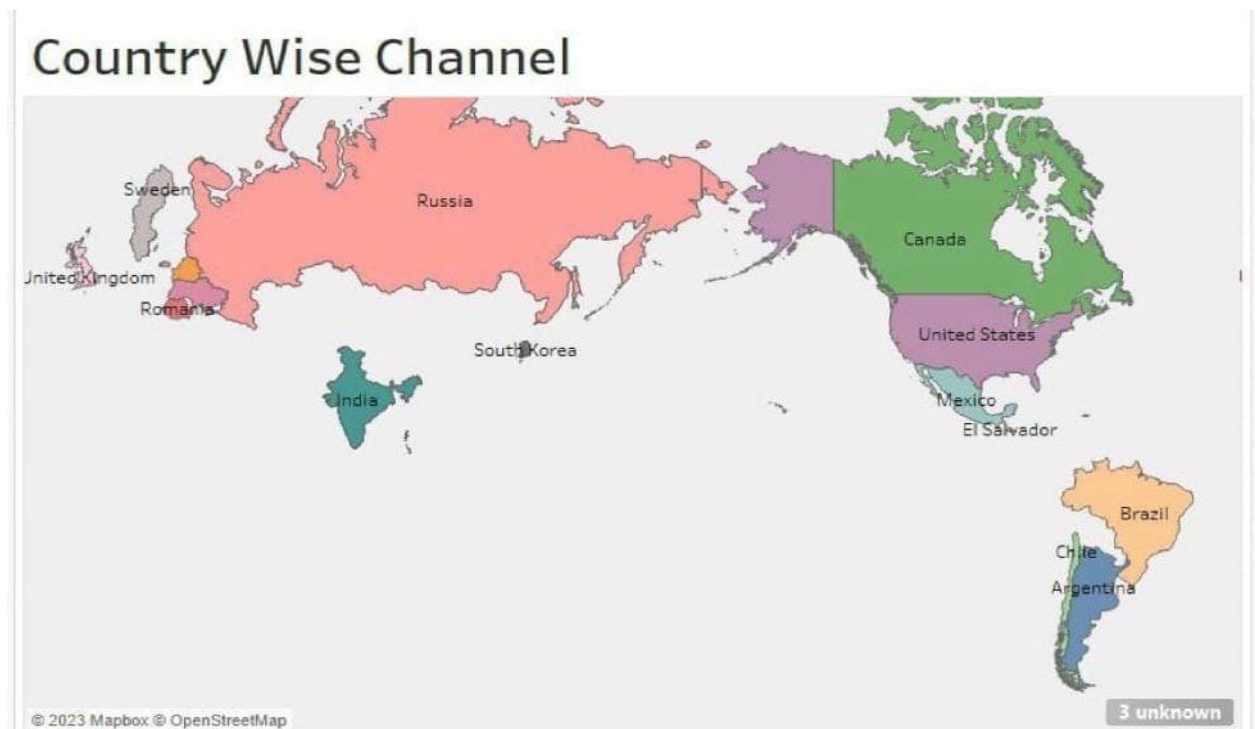 Country Wise Channel
Sweden
Russia
Canada
United Kingdom
Romania
United States
South Korea
India
Mexico
El Salvador
Brazil
Chile
Argentina
© 2023 Mapbox © OpenStreetMap
3 unknown